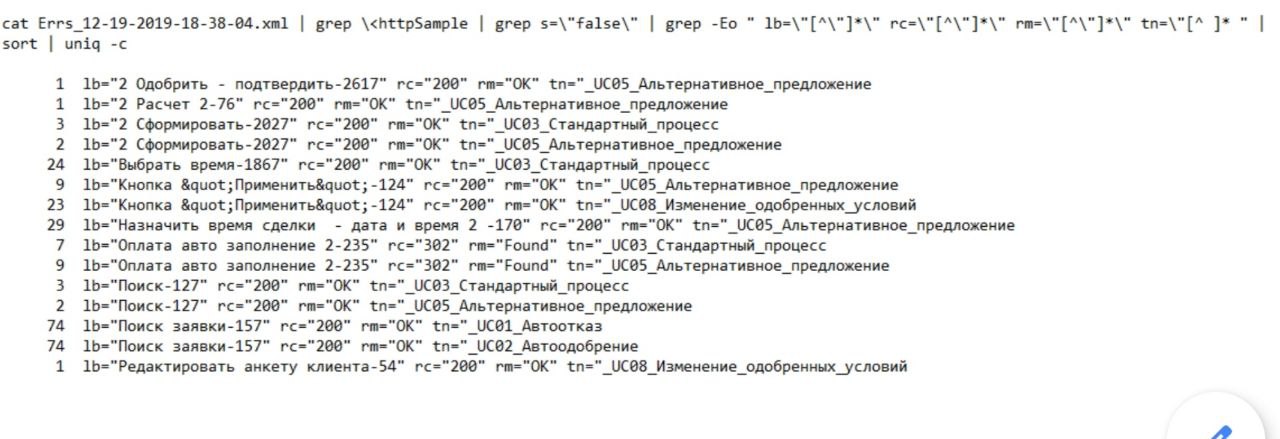 cat Errs_12-19-2019-18-38-04.xml | grep \<httpSample | grep s=\"false\" | grep -Eo " lb=\"[^\"]*\" rc=\"[^\"]*\" rm=\"[^\"]*\" tn=\"[^ ]* " |
sort | uniq -c
1 lb="2 Одобрить - подтвердить-2617" rc="200" rm="OK" tn="_UC05_Альтернативное_предложение
1 lb="2 Расчет 2-76" rc="200" rm="OK" tn="_UC05_Альтернативное_предложение
3 lb="2 Сформировать-2027" rc="200" rm="OK" tn="_UC03_Стандартный_процесс
2 lb="2 Сформировать-2027" rc="200" rm="OK" tn="_UC05_Альтернативное_предложение
24 lb="Выбрать время-1867" rc="200" rm="OK" tn="_UC03_Стандартный_процесс
9 lb="Кнопка &quot;Применить&quot;-124" rc="200" rm="OK" tn="_UC05_Альтернативное_предложение
23 lb="Кнопка &quot;Применить&quot;-124" rc="200" rm="OK" tn="_UC08_Изменение_одобренных_условий
29 lb="Назначить время сделки  - дата и время 2 -170" rc="200" rm="OK" tn="_UC05_Альтернативное_предложение
7 lb="Оплата авто заполнение 2-235" rc="302" rm="Found" tn="_UC03_Стандартный_процесс
9 lb="Оплата авто заполнение 2-235" rc="302" rm="Found" tn="_UC05_Альтернативное_предложение
3 lb="Поиск-127" rc="200" rm="OK" tn="_UC03_Стандартный_процесс
2 lb="Поиск-127" rc="200" rm="OK" tn="_UC05_Альтернативное_предложение
74 lb="Поиск заявки-157" rc="200" rm="OK" tn="_UC01_Автоотказ
74 lb="Поиск заявки-157" rc="200" rm="OK" tn="_UC02_Автоодобрение
1 lb="Редактировать анкету клиента-54" rc="200" rm="OK" tn="_UC08_Изменение_одобренных_условий